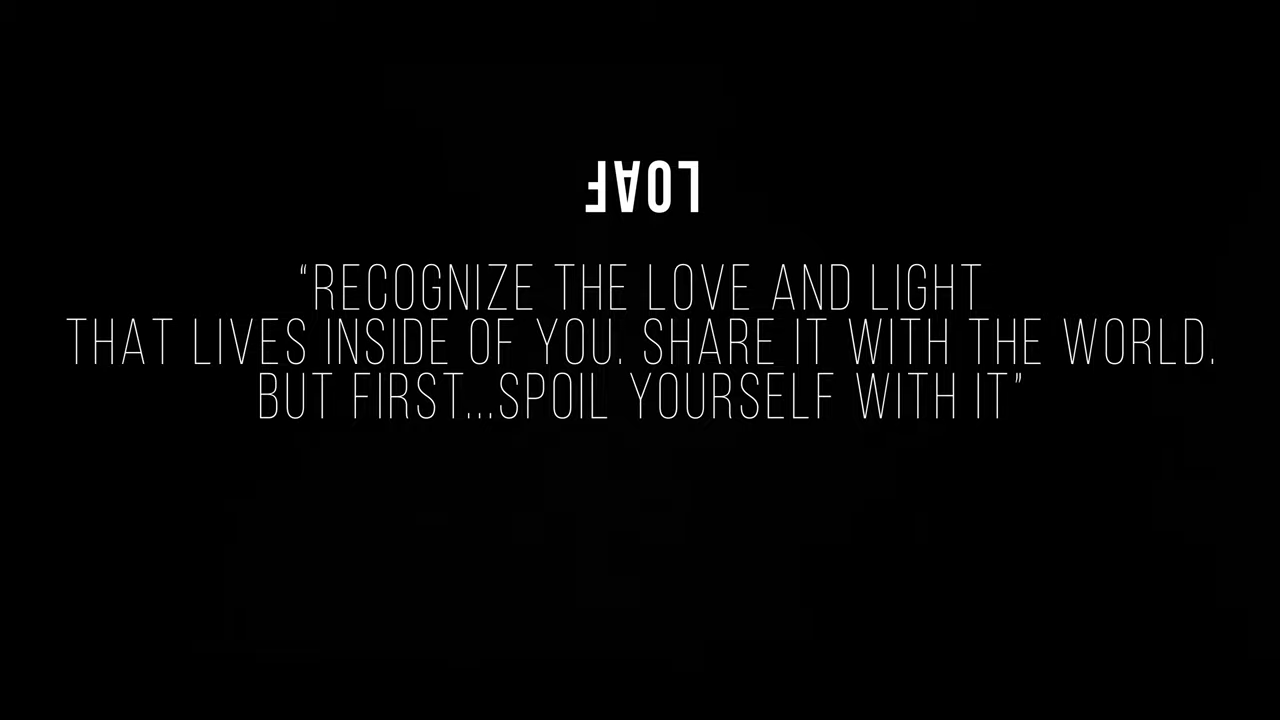 LOAF
“RECOGNIZE THE LOVE AND LIGHT
THAT LIVES INSIDE OF YOU. SHARE IT WITH THE WORLD.
BUT FIRST...SPOIL YOURSELF WITH IT”